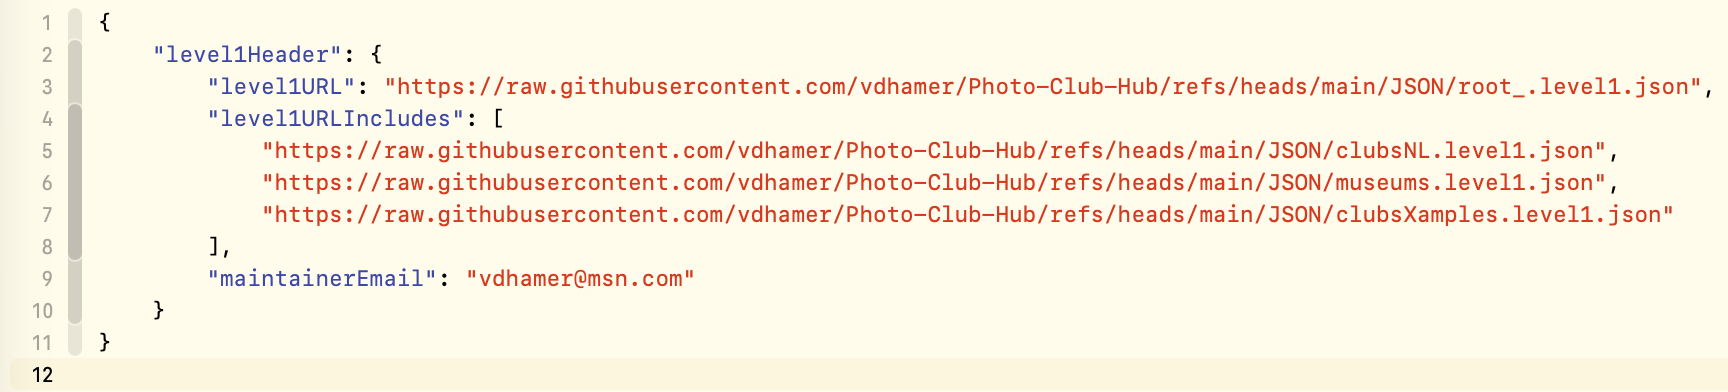 1 {
2 "level1Header": {
3 "level1URL": "https://raw.githubusercontent.com/vdhamer/Photo-Club-Hub/refs/heads/main/JSON/root_.level1.json",
4 "level1URLIncludes": [
5 "https://raw.githubusercontent.com/vdhamer/Photo-Club-Hub/refs/heads/main/JSON/clubsNL.level1.json",
6 "https://raw.githubusercontent.com/vdhamer/Photo-Club-Hub/refs/heads/main/JSON/museums.level1.json",
7 "https://raw.githubusercontent.com/vdhamer/Photo-Club-Hub/refs/heads/main/JSON/clubsXamples.level1.json"
8 ],
9 "maintainerEmail": "vdhamer@msn.com"
10 }
11 }
12